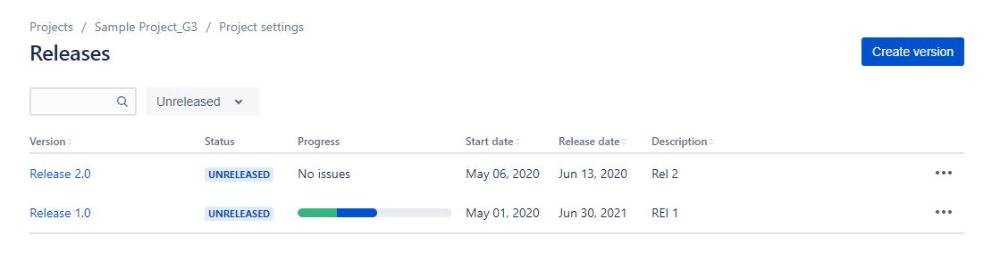 Projects / Sample Project_G3 / Project settings
Releases
Create version
Unreleased
Version Status Progress Start date Release date Description
Release 2.0 UNRELEASED No issues May 06, 2020 Jun 13, 2020 Rel 2
Release 1.0 UNRELEASED May 01, 2020 Jun 30, 2021 REl 1